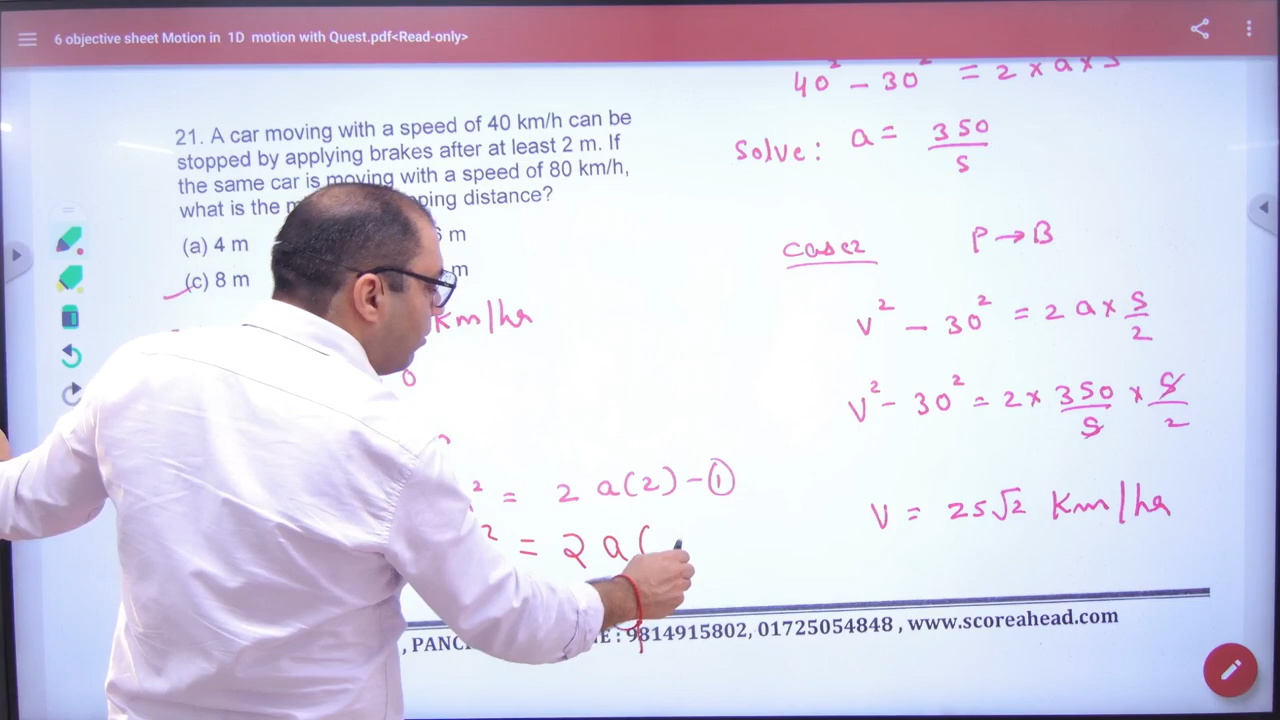 6 objective sheet Motion in 1D motion with Quest.pdf<Read-only>
21. A car moving with a speed of 40 km/h can be
stopped by applying brakes after at least 2 m. If
the same car is moving with a speed of 80 km/h,
what is the ping distance?
(a) 4 m
m
(c) 8 m
m
Km/hr
0
² = 2 a(2) - ①
² = 2 a(
40² - 30² = 2 × a × S
Solve: a = 350/S
Case2 P → B
V² - 30² = 2 a × S/2
V² - 30² = 2 × 350/S × S/2
V = 25√2 Km/hr
, PANC E : 9814915802, 01725054848 , www.scoreahead.com